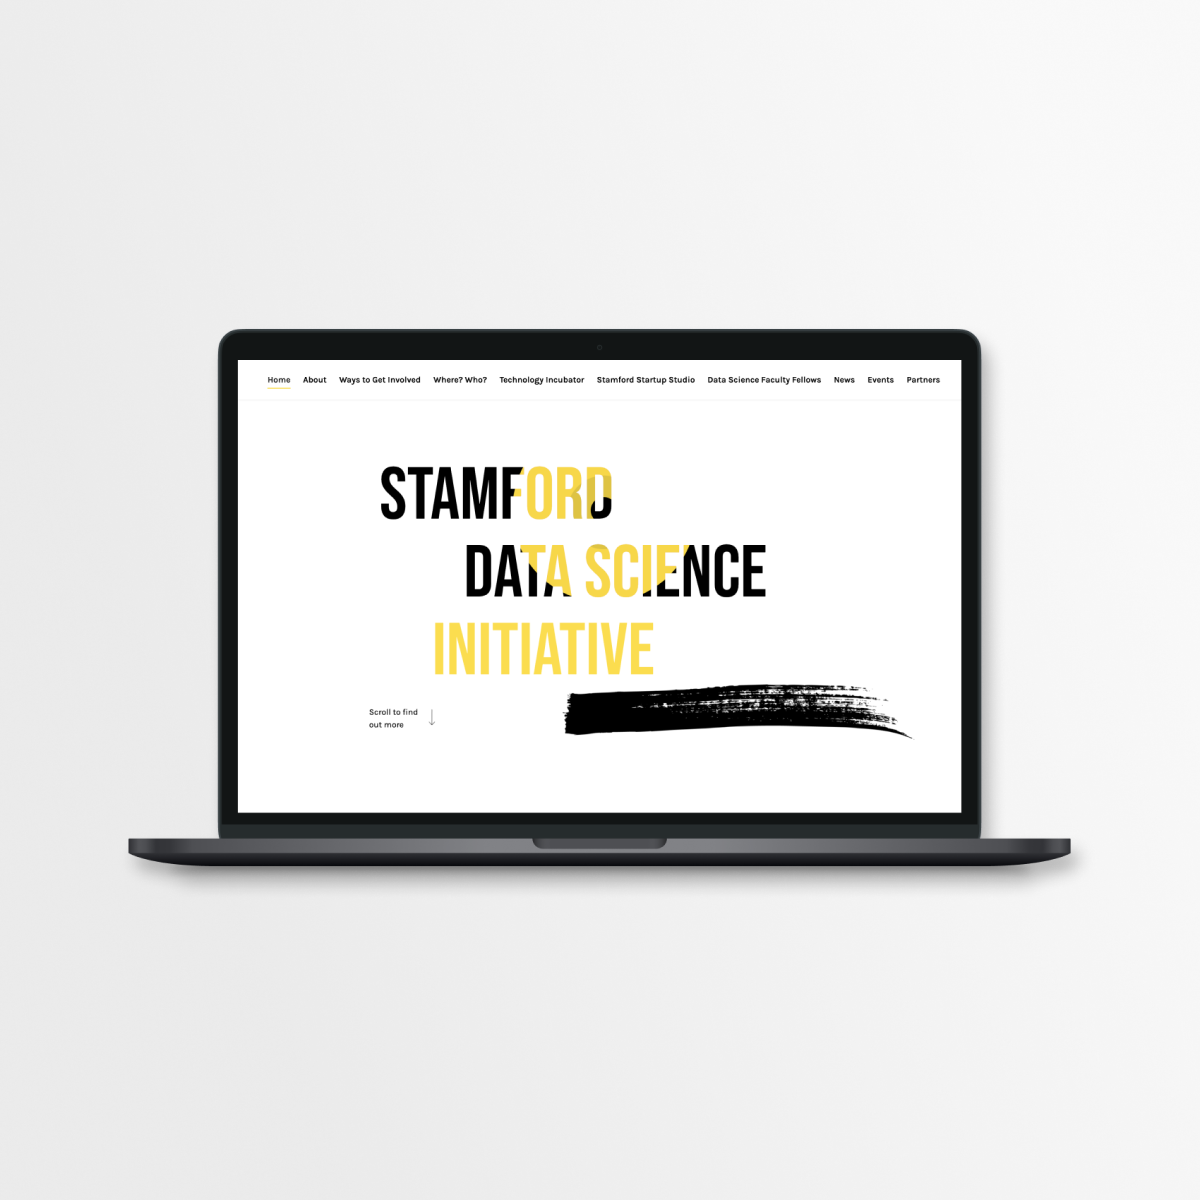 Home About Ways to Get Involved Where? Who? Technology Incubator Stamford Startup Studio Data Science Faculty Fellows News Events Partners
STAMFORD
DATA SCIENCE
INITIATIVE
Scroll to find
out more